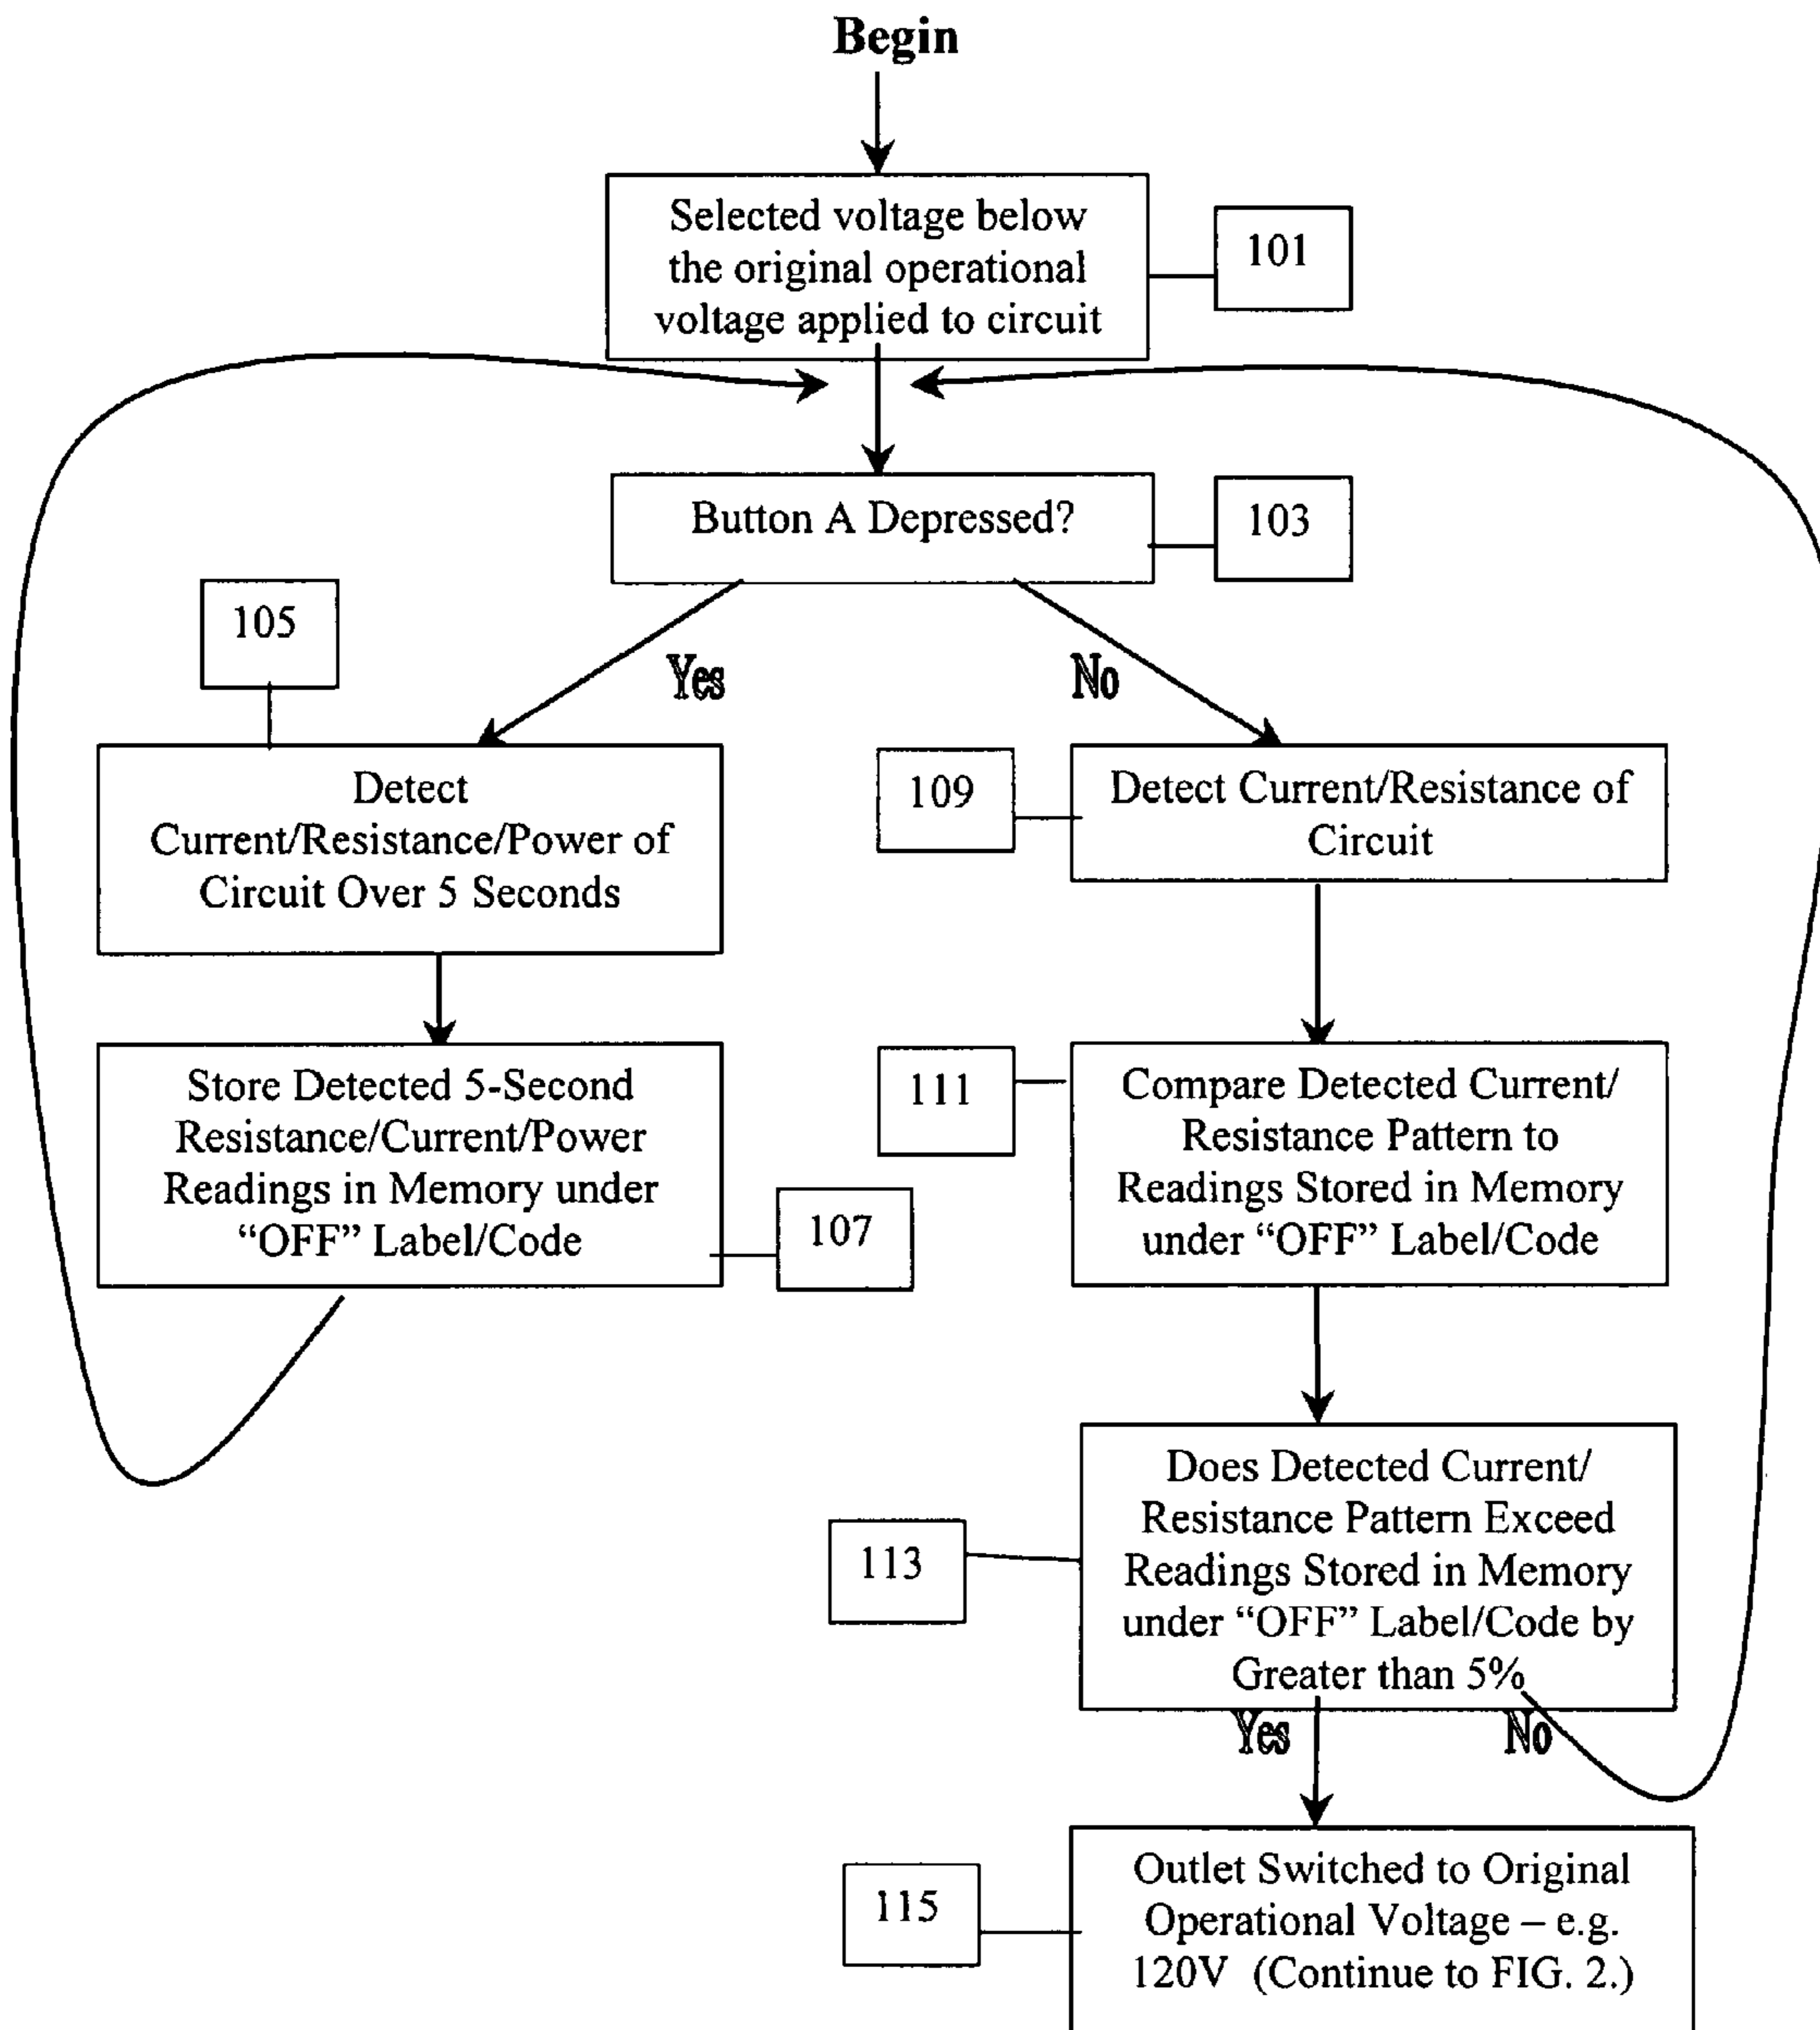 Begin
Selected voltage below
the original operational
voltage applied to circuit
101
Button A Depressed?
103
105
Yes
No
Detect
Current/Resistance/Power of
Circuit Over 5 Seconds
109
Detect Current/Resistance of
Circuit
Store Detected 5-Second
Resistance/Current/Power
Readings in Memory under
“OFF” Label/Code
107
111
Compare Detected Current/
Resistance Pattern to
Readings Stored in Memory
under “OFF” Label/Code
113
Does Detected Current/
Resistance Pattern Exceed
Readings Stored in Memory
under “OFF” Label/Code by
Greater than 5%
Yes
No
115
Outlet Switched to Original
Operational Voltage – e.g.
120V (Continue to FIG. 2.)